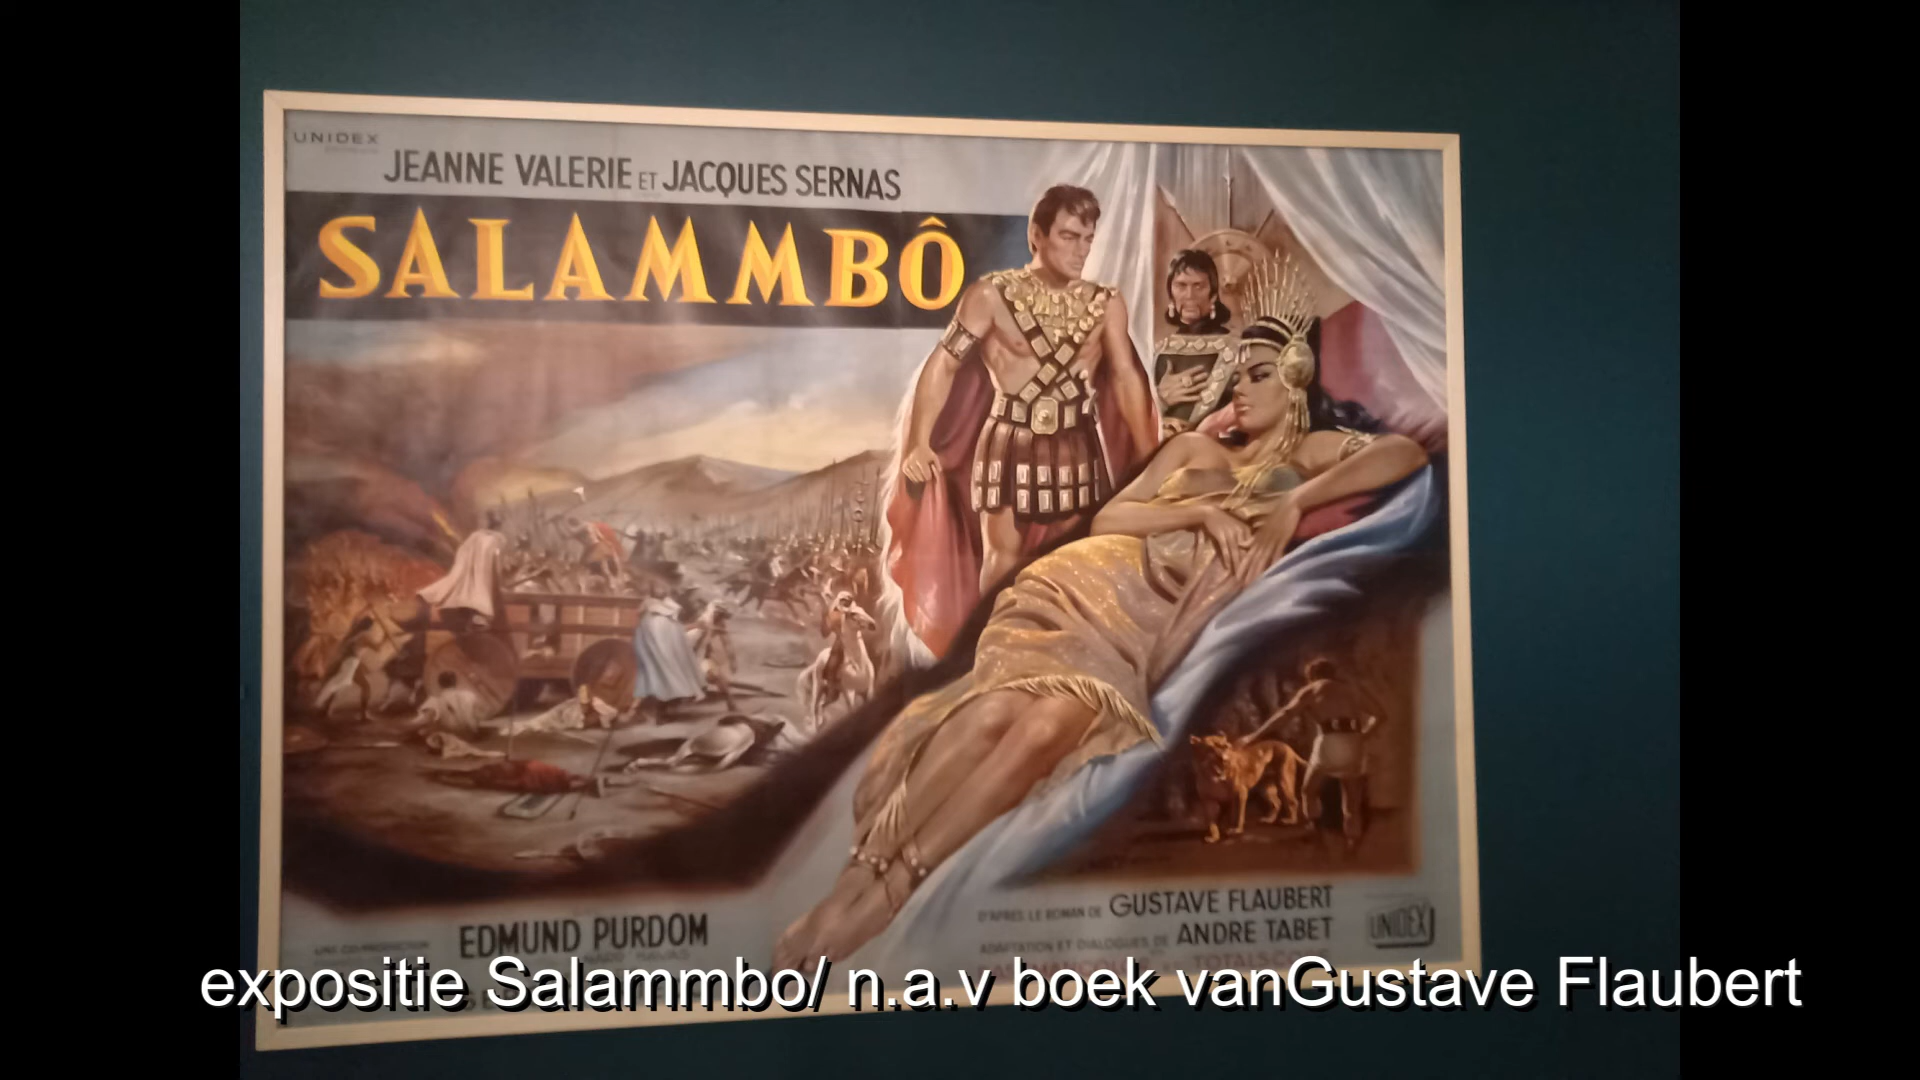 UNIDEX
JEANNE VALERIE ET JACQUES SERNAS
SALAMMBÔ
EDMUND PURDOM
D'APRÈS LE ROMAN DE GUSTAVE FLAUBERT
ADAPTATION ET DIALOGUES DE ANDRE TABET
UNIDEX
expositie Salammbo/ n.a.v boek vanGustave Flaubert